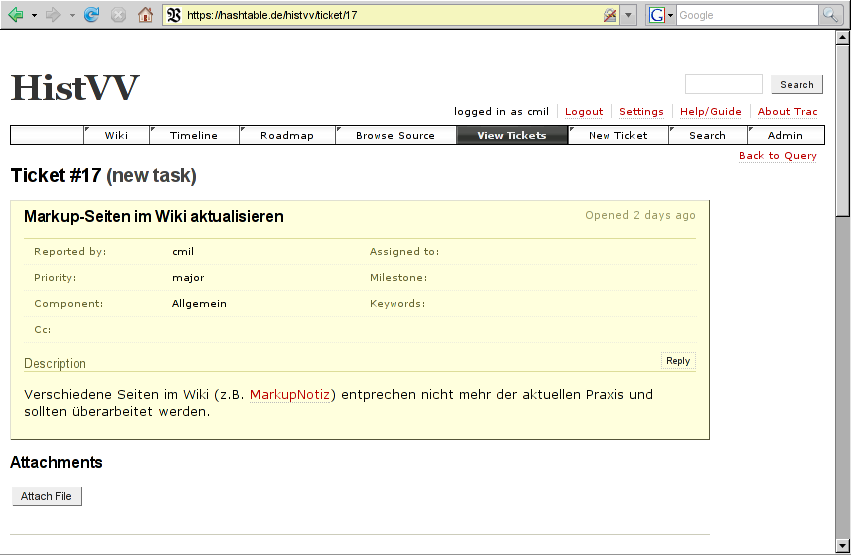 https://hashtable.de/histvv/ticket/17
G Google
HistVV
Search
logged in as cmil Logout Settings Help/Guide About Trac
Wiki Timeline Roadmap Browse Source View Tickets New Ticket Search Admin
Back to Query
Ticket #17 (new task)
Markup-Seiten im Wiki aktualisieren Opened 2 days ago
Reported by: cmil Assigned to:
Priority: major Milestone:
Component: Allgemein Keywords:
Cc:
Description Reply
Verschiedene Seiten im Wiki (z.B. MarkupNotiz) entprechen nicht mehr der aktuellen Praxis und
sollten überarbeitet werden.
Attachments
Attach File